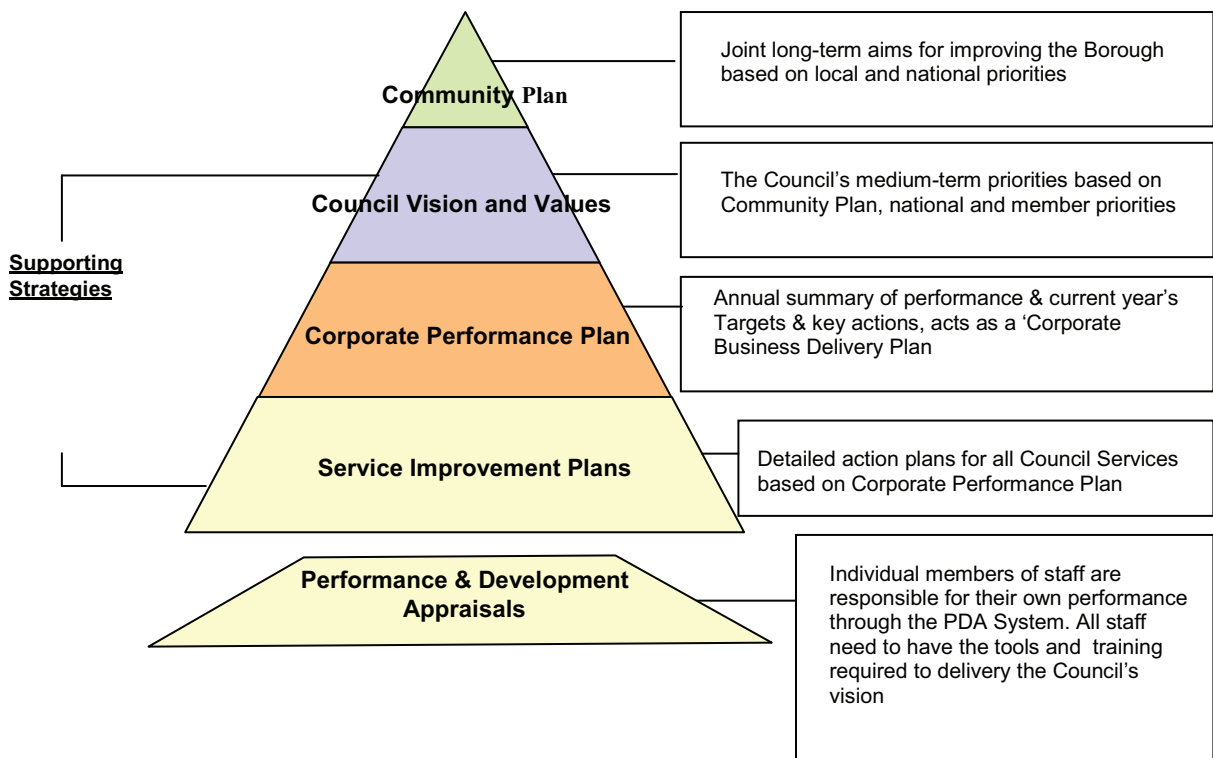 Community Plan
Joint long-term aims for improving the Borough
based on local and national priorities
Council Vision and Values
The Council’s medium-term priorities based on
Community Plan, national and member priorities
Supporting
Strategies
Corporate Performance Plan
Annual summary of performance & current year’s
Targets & key actions, acts as a ‘Corporate
Business Delivery Plan
Service Improvement Plans
Detailed action plans for all Council Services
based on Corporate Performance Plan
Performance & Development
Appraisals
Individual members of staff are
responsible for their own performance
through the PDA System. All staff
need to have the tools and training
required to delivery the Council’s
vision